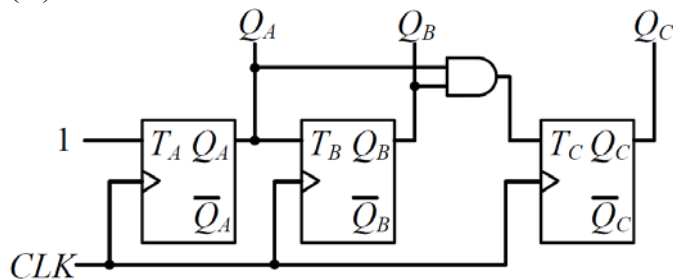 Q_A Q_B Q_C
1 T_A Q_A T_B Q_B T_C Q_C
Q̅_A Q̅_B Q̅_C
CLK